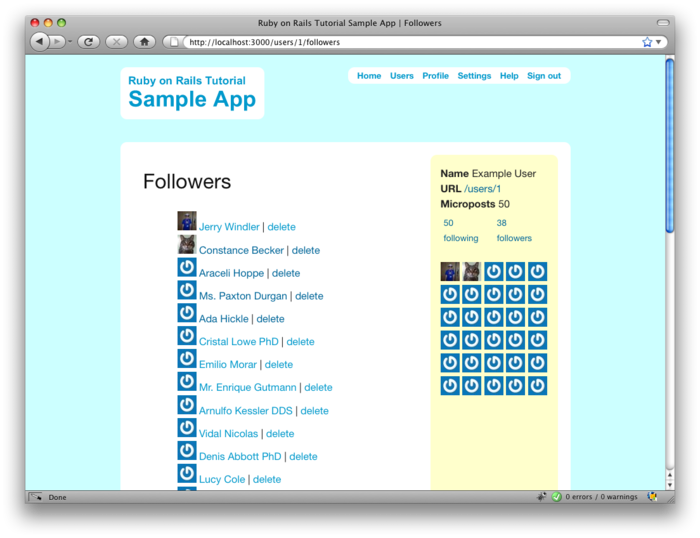 Ruby on Rails Tutorial Sample App | Followers
http://localhost:3000/users/1/followers
Ruby on Rails Tutorial
Sample App
Home Users Profile Settings Help Sign out
Followers
Jerry Windler | delete
Constance Becker | delete
Araceli Hoppe | delete
Ms. Paxton Durgan | delete
Ada Hickle | delete
Cristal Lowe PhD | delete
Emilio Morar | delete
Mr. Enrique Gutmann | delete
Arnulfo Kessler DDS | delete
Vidal Nicolas | delete
Denis Abbott PhD | delete
Lucy Cole | delete
Name Example User
URL /users/1
Microposts 50
50 38
following followers
Done
0 errors / 0 warnings